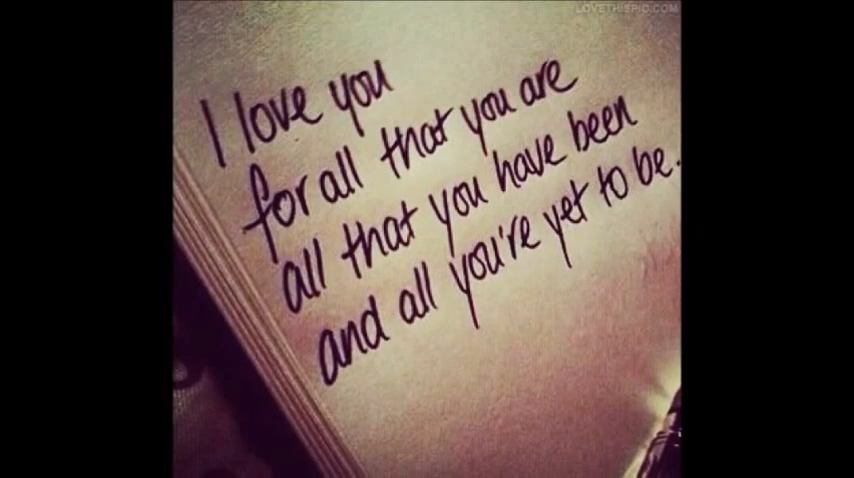 LOVETHISPIC.COM
I love you
for all that you are
all that you have been
and all you're yet to be.